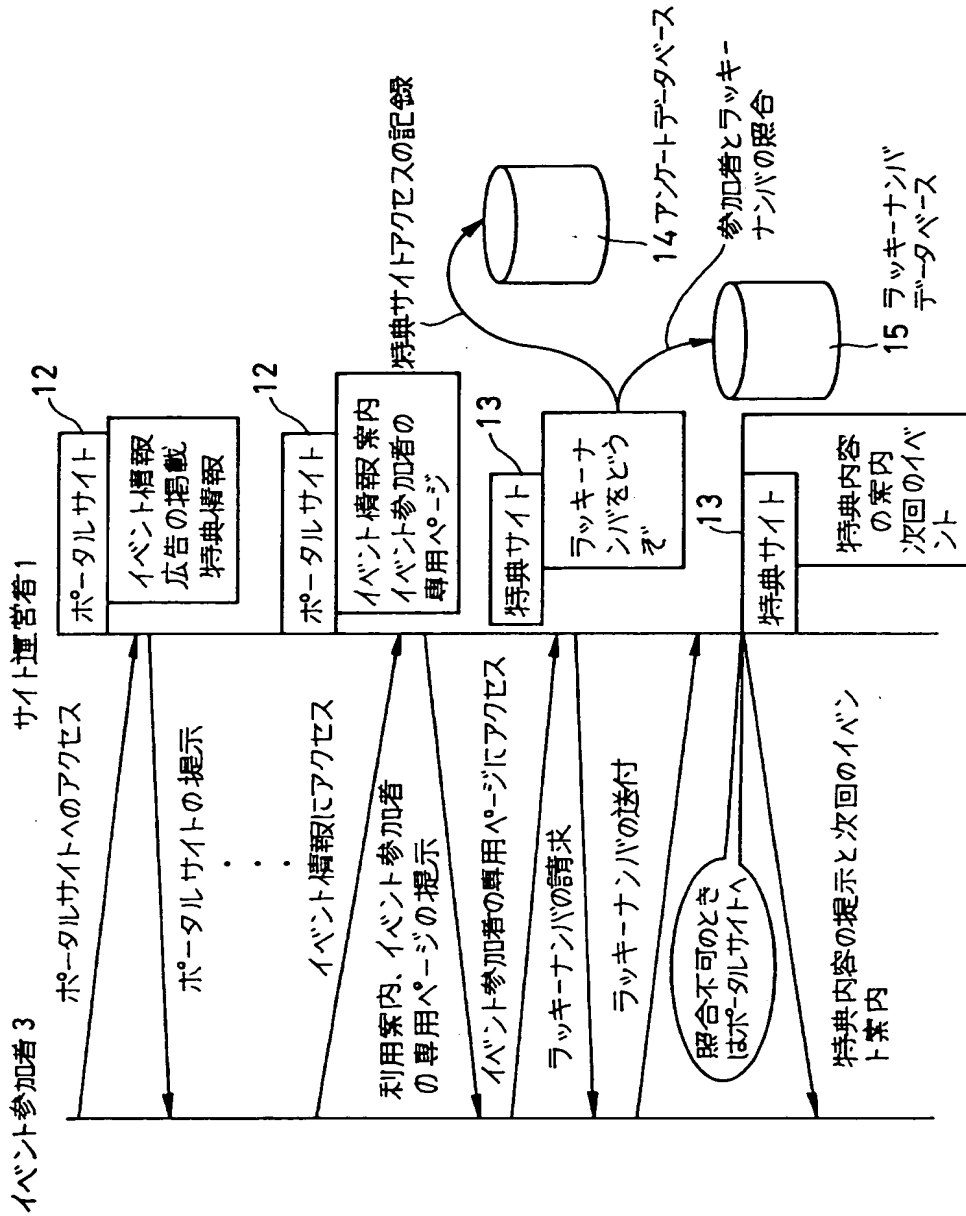 イベント参加者3
サイト運営者1
ポータルサイトへのアクセス
ポータルサイト
12
イベント情報
広告の掲載
特典情報
ポータルサイトの提示
イベント情報にアクセス
ポータルサイト
12
イベント情報案内
イベント参加者の
専用ページ
利用案内、イベント参加者
の専用ページの提示
イベント参加者の専用ページにアクセス
特典サイト
13
ラッキーナ
ンバをどう
ぞ
特典サイトアクセスの記録
14 アンケートデータベース
参加者とラッキー
ナンバの照合
15 ラッキーナンバ
データベース
ラッキーナンバの請求
ラッキーナンバの送付
照合不可のとき
はポータルサイトへ
13
特典サイト
特典内容
の案内
次回のイベ
ント
特典内容の提示と次回のイベン
ト案内